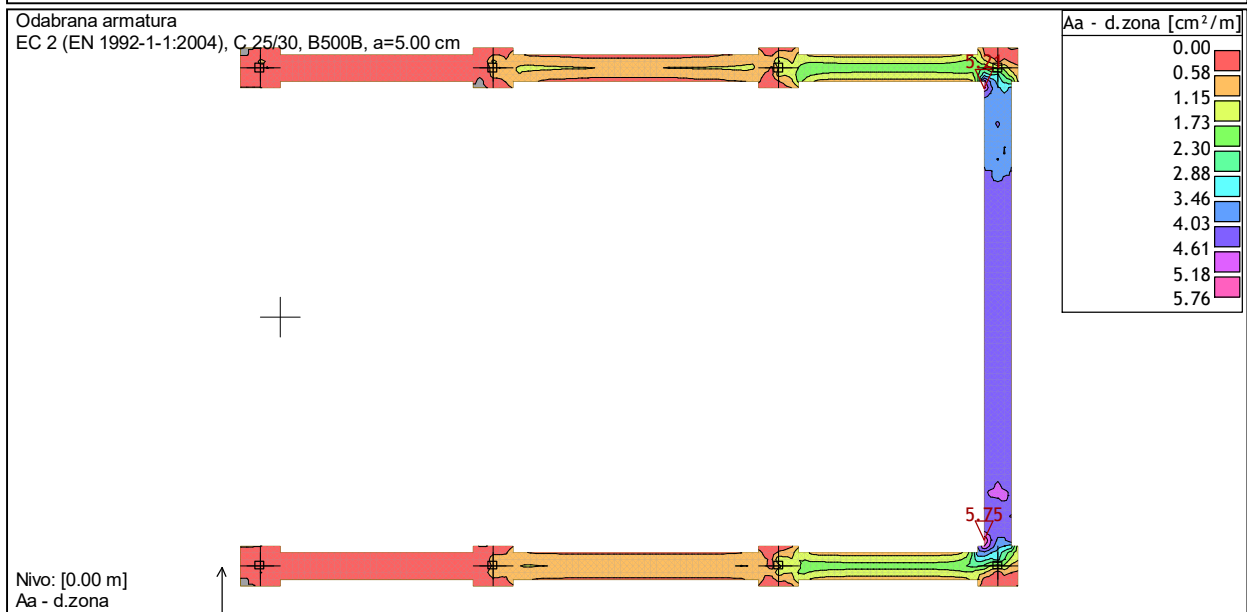 Odabrana armatura
EC 2 (EN 1992-1-1:2004), C 25/30, B500B, a=5.00 cm
Aa - d.zona [cm²/m]
0.00
0.58
1.15
1.73
2.30
2.88
3.46
4.03
4.61
5.18
5.76
5.75
Nivo: [0.00 m]
Aa - d.zona